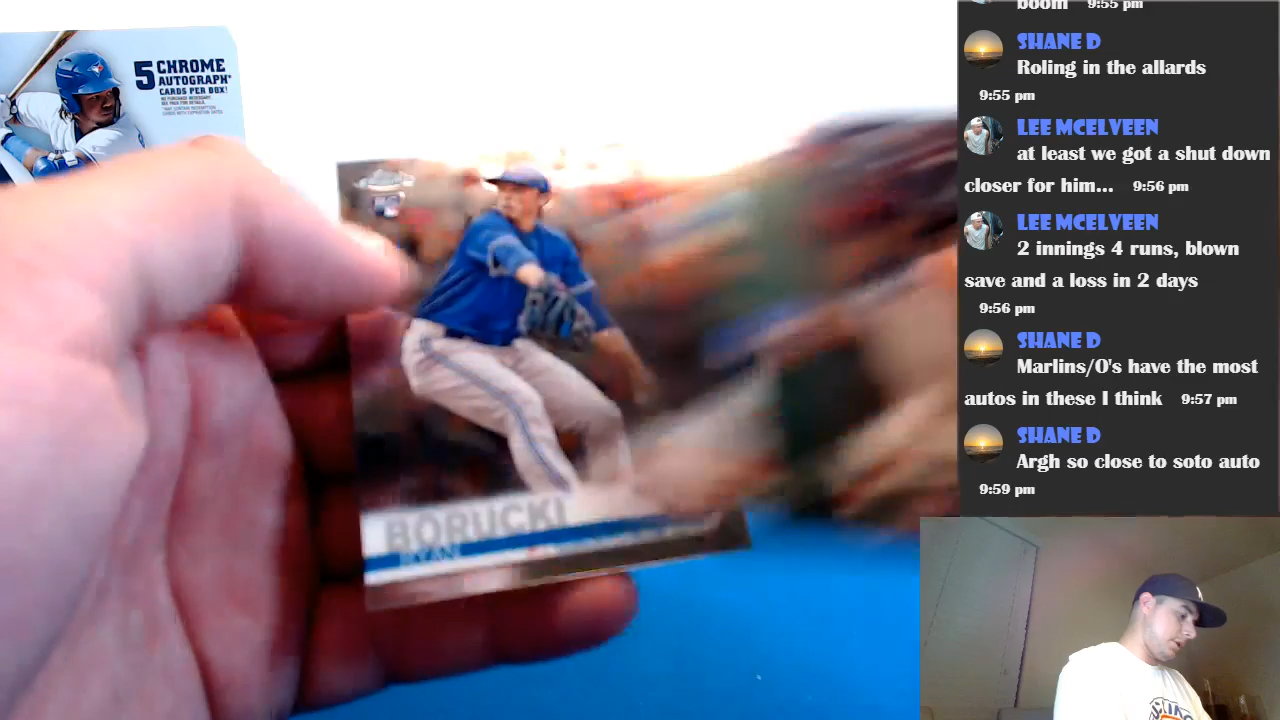 5 CHROME
AUTOGRAPH*
CARDS PER BOX!
BORUCKI
RYAN
boom 9:55 pm
SHANE D
Roling in the allards
9:55 pm
LEE MCELVEEN
at least we got a shut down
closer for him... 9:56 pm
LEE MCELVEEN
2 innings 4 runs, blown
save and a loss in 2 days
9:56 pm
SHANE D
Marlins/O's have the most
autos in these I think 9:57 pm
SHANE D
Argh so close to soto auto
9:59 pm